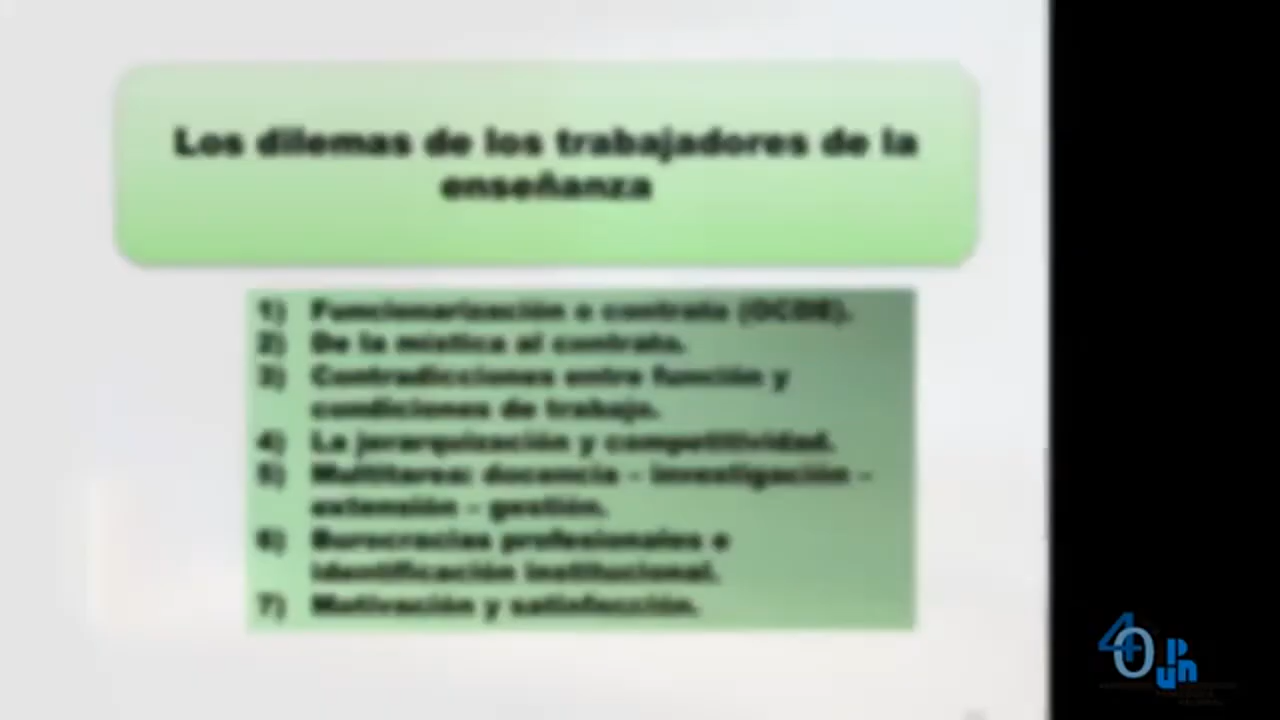 Los dilemas de los trabajadores de la
enseñanza
1) Funcionarización o contrato (OCDE).
2) De la mística al contrato.
3) Contradicciones entre función y
condiciones de trabajo.
4) La jerarquización y competitividad.
5) Multitarea: docencia – investigación –
extensión – gestión.
6) Burocracias profesionales e
identificación institucional.
7) Motivación y satisfacción.
40 upn